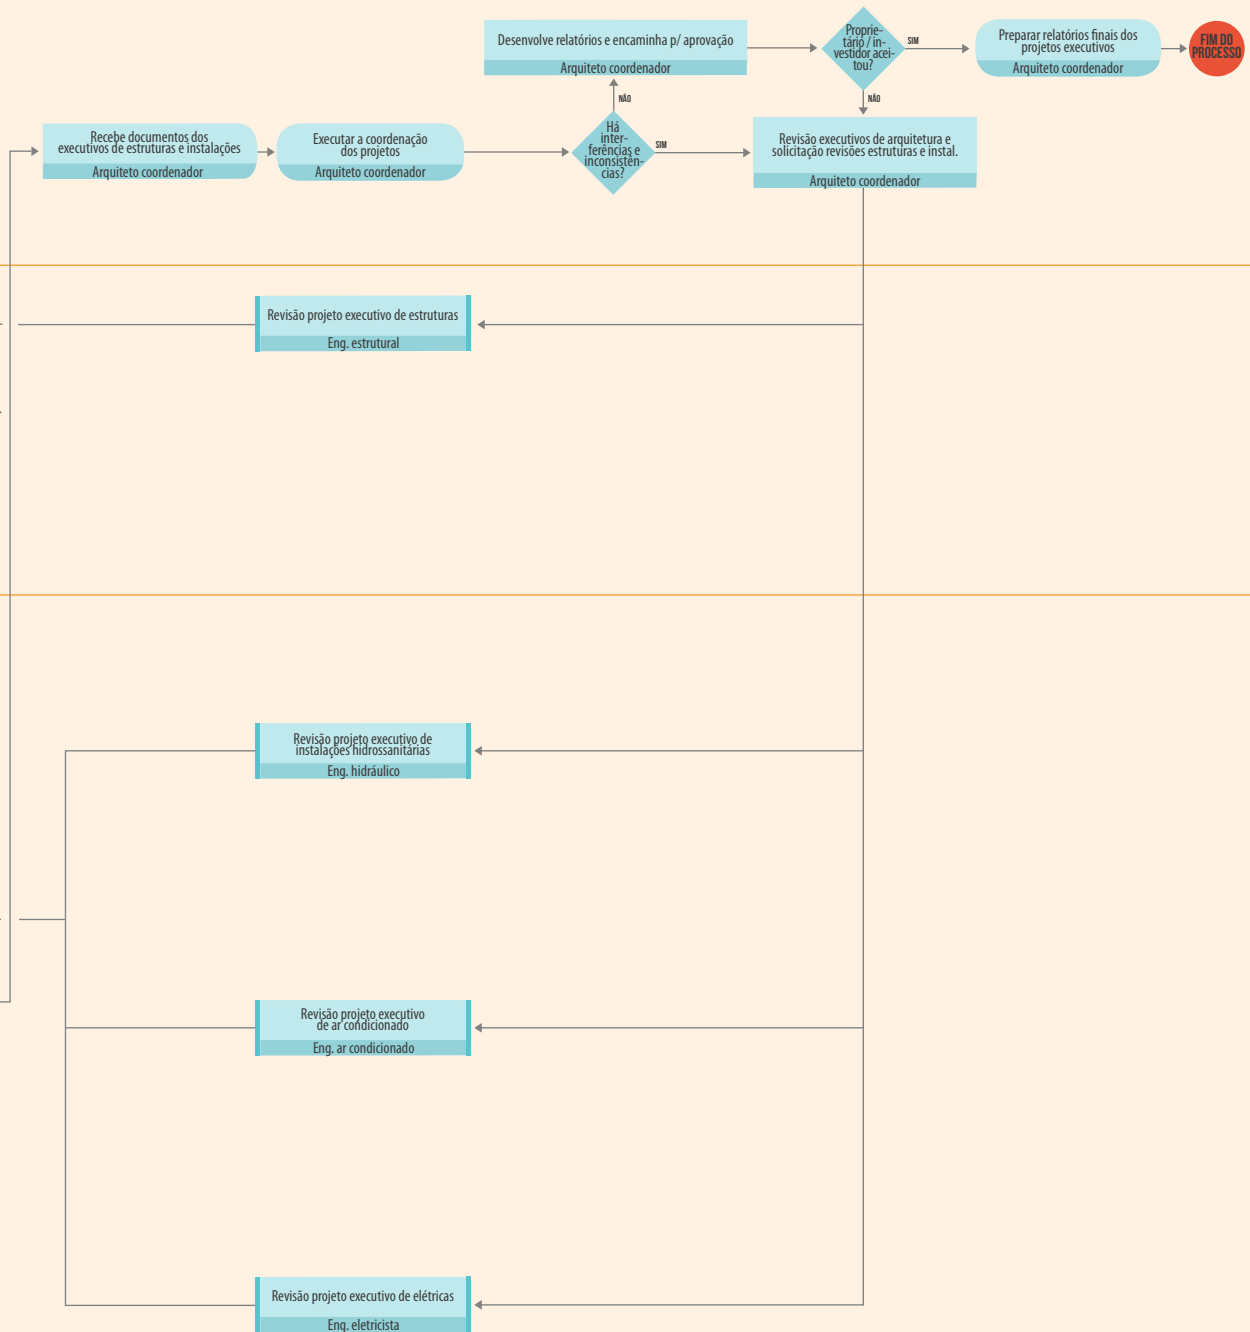 Desenvolve relatórios e encaminha p/ aprovação
Arquiteto coordenador
Proprie-
tário / in-
vestidor acei-
tou?
SIM
NÃO
Preparar relatórios finais dos
projetos executivos
Arquiteto coordenador
FIM DO
PROCESSO
Recebe documentos dos
executivos de estruturas e instalações
Arquiteto coordenador
Executar a coordenação
dos projetos
Arquiteto coordenador
NÃO
Há
inter-
ferências e
inconsistên-
cias?
SIM
Revisão executivos de arquitetura e
solicitação revisões estruturas e instal.
Arquiteto coordenador
Revisão projeto executivo de estruturas
Eng. estrutural
Revisão projeto executivo de
instalações hidrossanitárias
Eng. hidráulico
Revisão projeto executivo
de ar condicionado
Eng. ar condicionado
Revisão projeto executivo de elétricas
Eng. eletricista